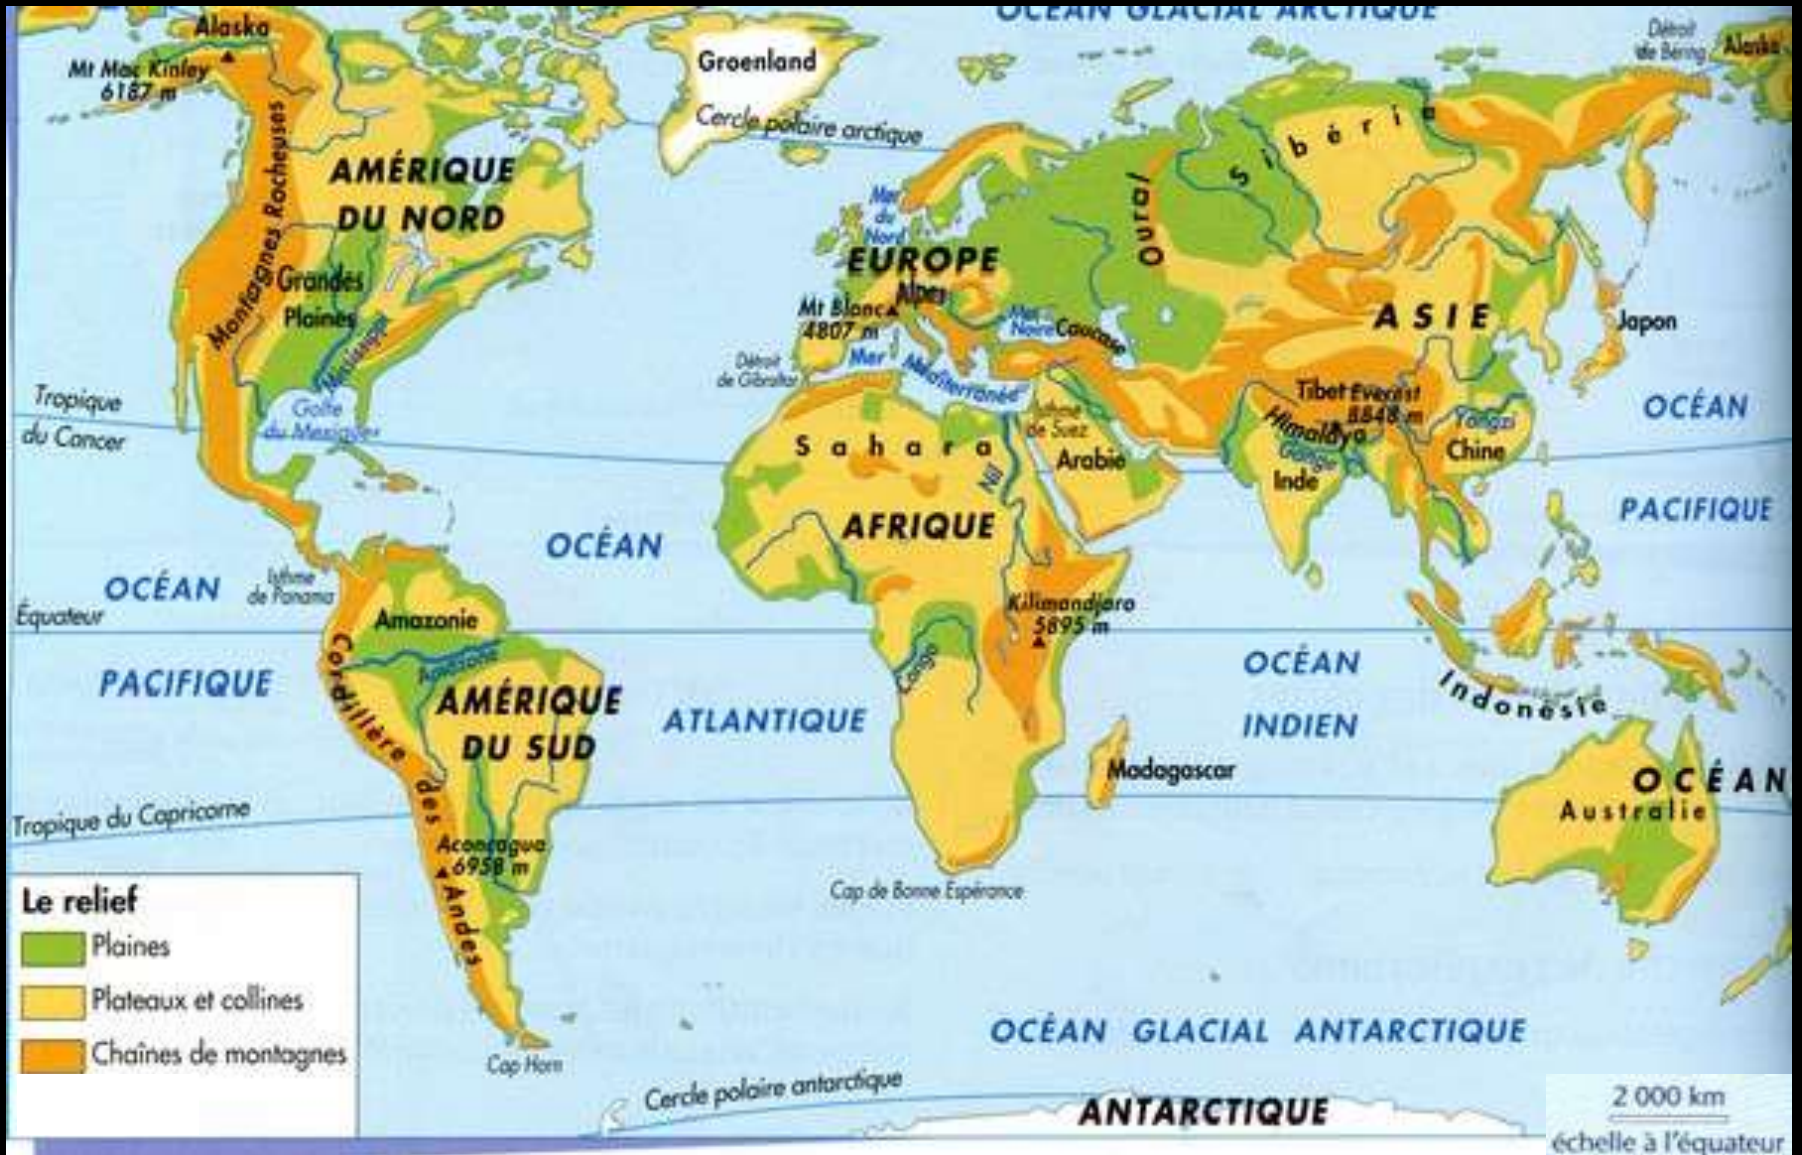 OCÉAN GLACIAL ARCTIQUE
Alaska
Mt Mac Kinley
6187 m
Groenland
Détroit
de Béring
Alaska
Cercle polaire arctique
Montagnes Rocheuses
AMÉRIQUE
DU NORD
Grandes
Plaines
Mississippi
Golfe
du Mexique
Mer
du
Nord
EUROPE
Alpes
Mt Blanc
4807 m
Mer
Noire
Caucase
Oural
Sibérie
ASIE
Japon
Détroit
de Gibraltar
Mer Méditerranée
Tropique
du Cancer
Isthme
de Suez
Sahara
Nil
Arabie
Tibet
Everest
8848 m
Himalaya
Gange
Inde
Yangzi
Chine
OCÉAN
PACIFIQUE
AFRIQUE
OCÉAN
ATLANTIQUE
OCÉAN
PACIFIQUE
Isthme
de Panama
Équateur
Amazonie
Amazone
Kilimandjaro
5895 m
Congo
AMÉRIQUE
DU SUD
Cordillère des Andes
OCÉAN
INDIEN
Indonésie
Madagascar
OCÉAN
Australie
Tropique du Capricorne
Aconcagua
6958 m
Cap de Bonne Espérance
Le relief
Plaines
Plateaux et collines
Chaînes de montagnes
Cap Horn
OCÉAN GLACIAL ANTARCTIQUE
Cercle polaire antarctique
ANTARCTIQUE
2 000 km
échelle à l'équateur